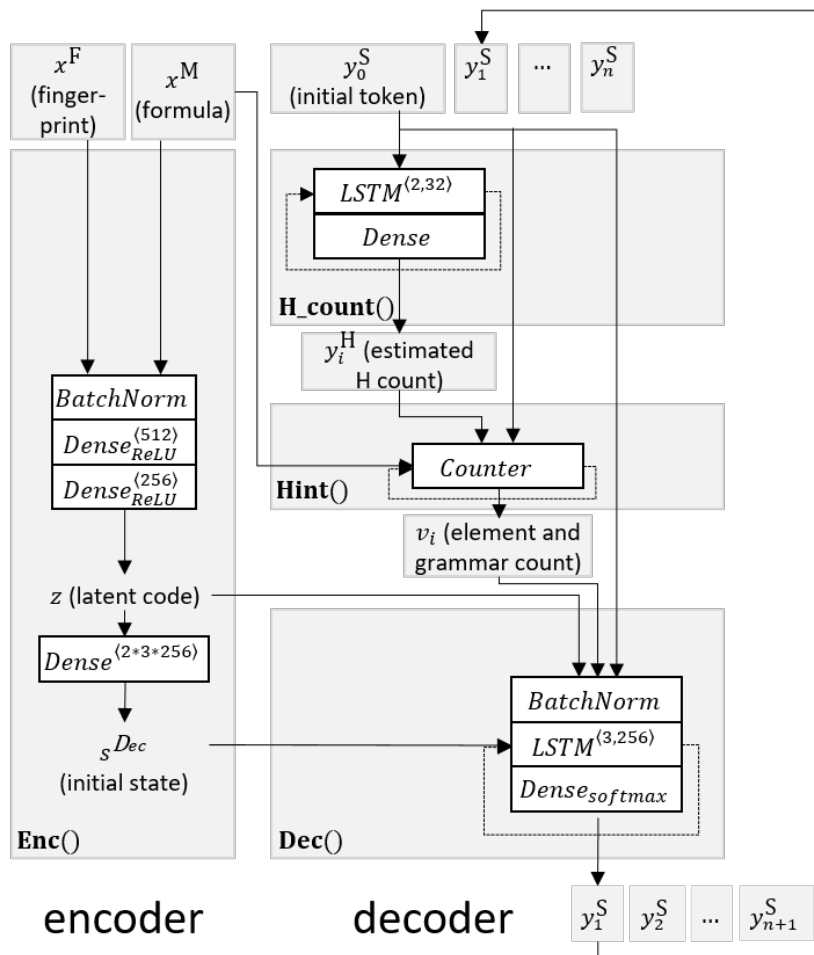 x^F
(finger-
print)
x^M
(formula)
y_0^S
(initial token)
y_1^S
...
y_n^S
LSTM^⟨2,32⟩
Dense
H_count()
y_i^H (estimated
H count)
BatchNorm
Dense_ReLU^⟨512⟩
Dense_ReLU^⟨256⟩
Counter
Hint()
v_i (element and
grammar count)
z (latent code)
Dense^⟨2*3*256⟩
s^Dec
(initial state)
Enc()
BatchNorm
LSTM^⟨3,256⟩
Dense_softmax
Dec()
encoder
decoder
y_1^S
y_2^S
...
y_{n+1}^S